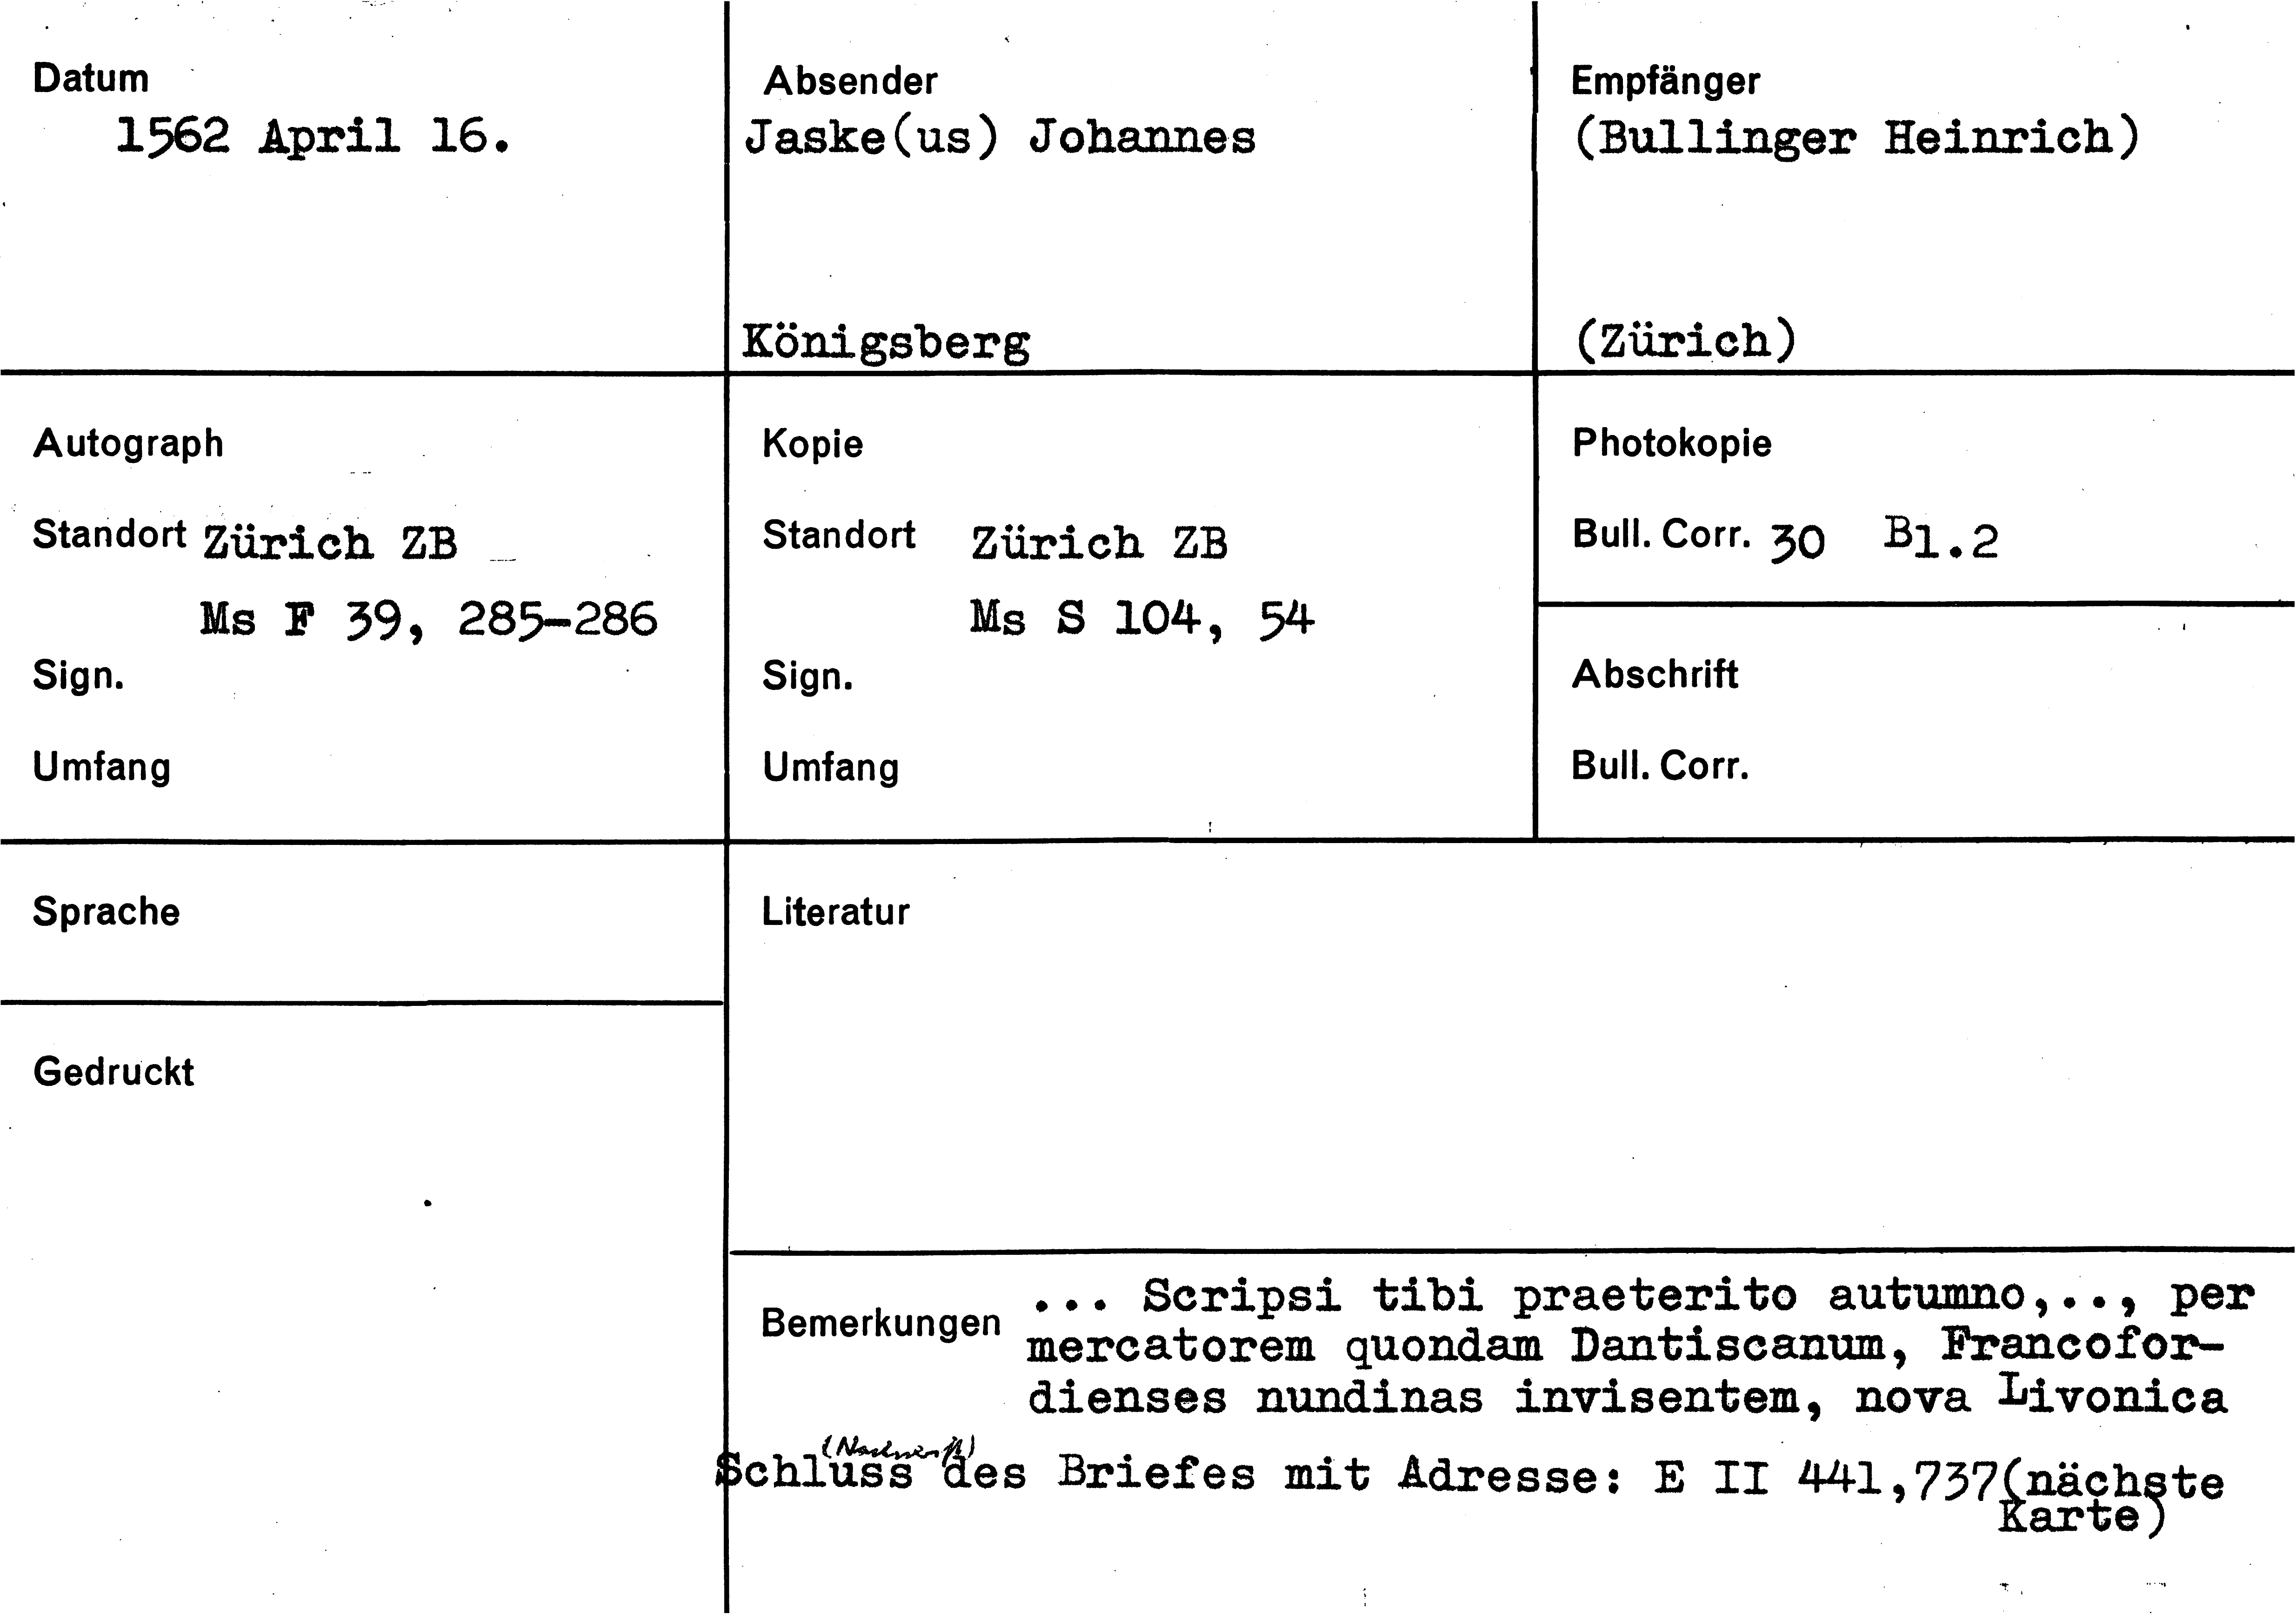 Datum
1562 April 16.
Absender
Jaske(us) Johannes
Königsberg
Empfänger
(Bullinger Heinrich)
(Zürich)
Autograph
Standort Zürich ZB
Ms F 39, 285-286
Sign.
Umfang
Kopie
Standort Zürich ZB
Ms S 104, 54
Sign.
Umfang
Photokopie
Bull. Corr. 30 Bl.2
Abschrift
Bull. Corr.
Sprache
Literatur
Gedruckt
Bemerkungen ... Scripsi tibi praeterito autumno,.., per
mercatorem quondam Dantiscanum, Francofor-
dienses nundinas invisentem, nova Livonica
Schluss des Briefes mit Adresse: E II 441,737(nächste
Karte)